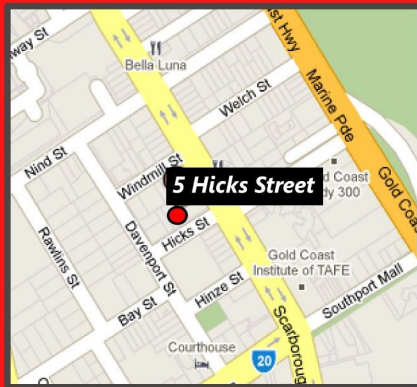 Bella Luna
Marine Pde
Welch St
Nind St
Windmill St
5 Hicks Street
Gold Coast
Rawlins St
Davenport St
Hicks St
Gold Coast
Institute of TAFE
Hinze St
Bay St
Southport Mall
Courthouse
20